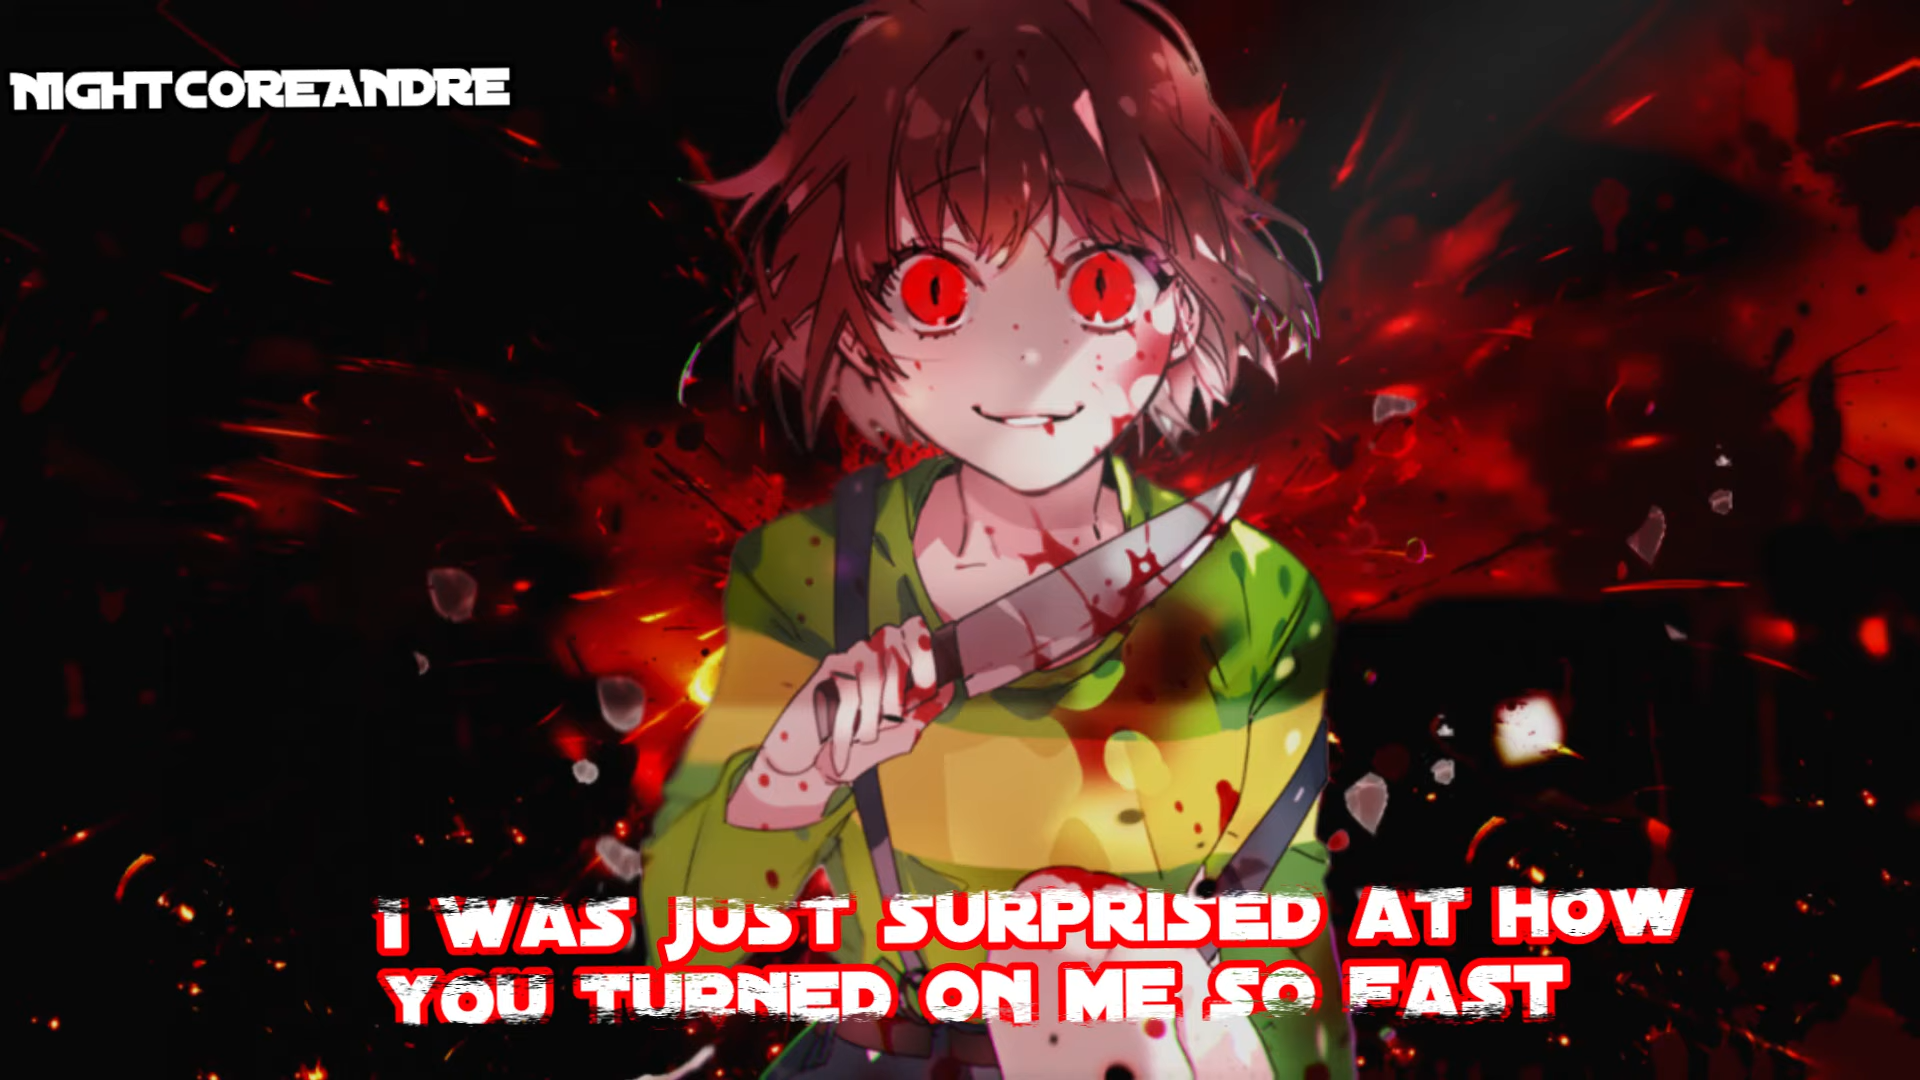 NIGHTCOREANDRE
I WAS JUST SURPRISED AT HOW
YOU TURNED ON ME SO FAST